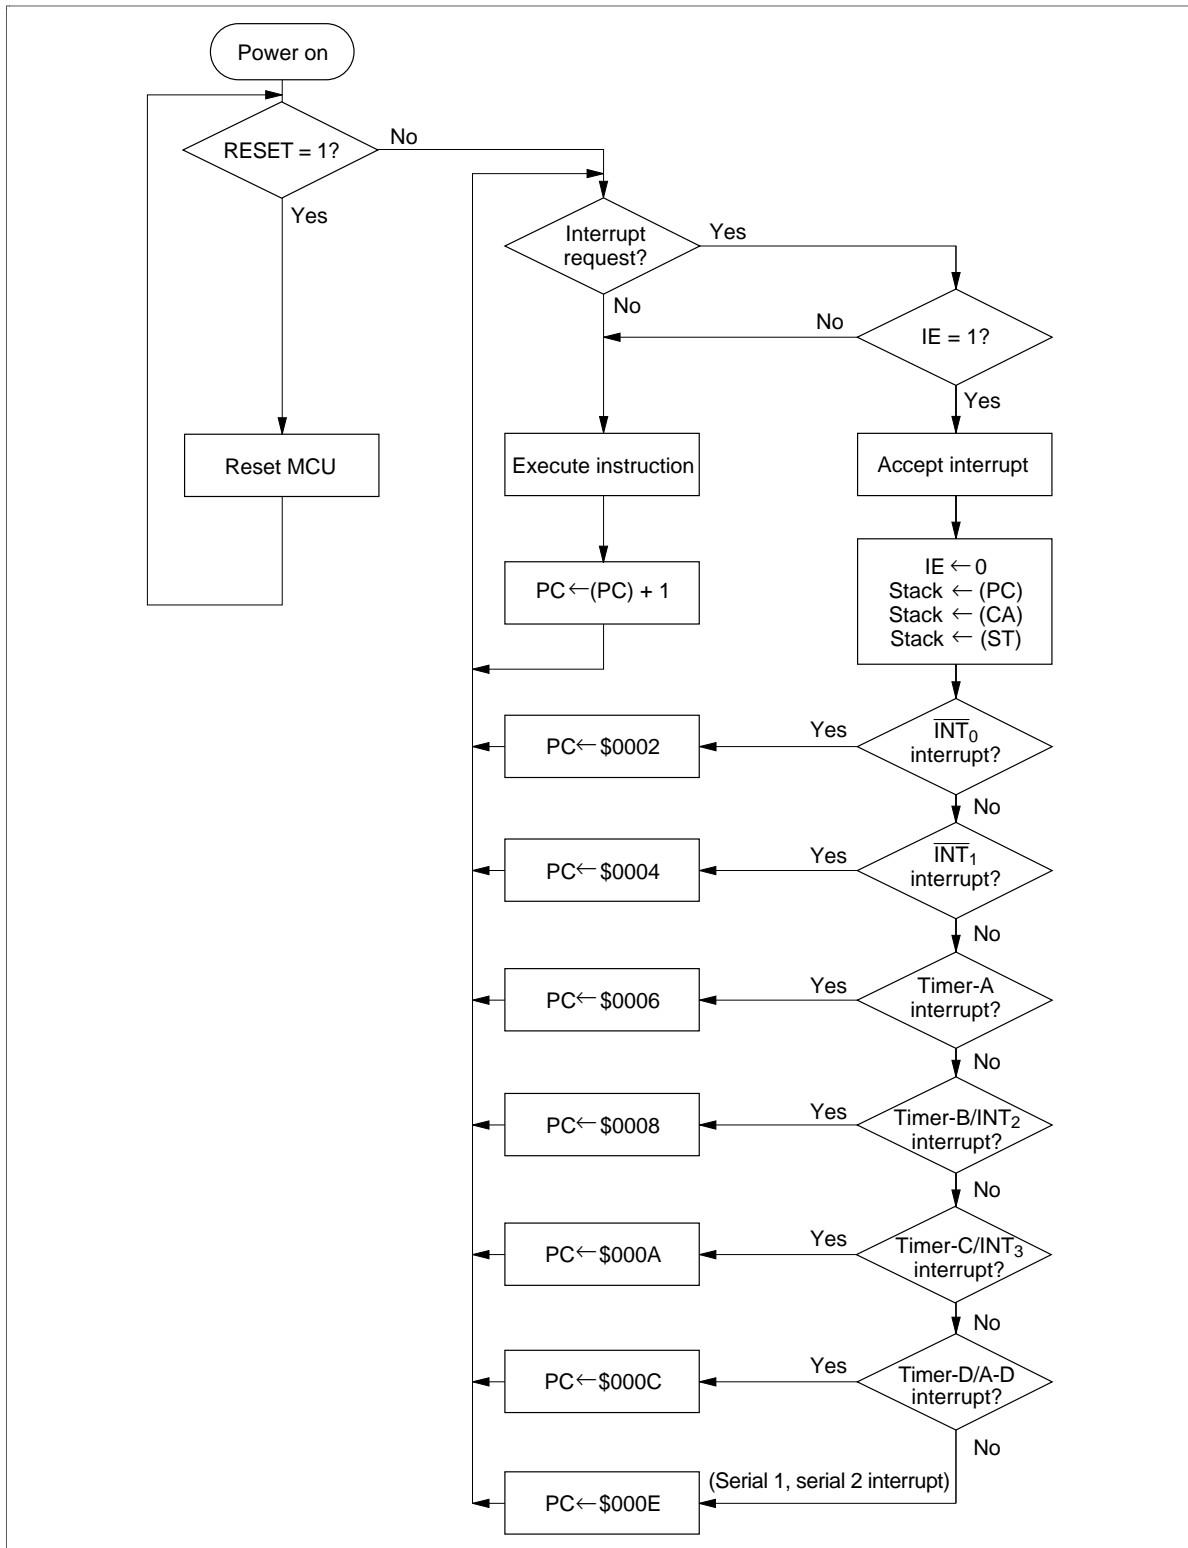 Power on
RESET = 1?
No
Yes
Interrupt
request?
Yes
No
No
IE = 1?
Yes
Reset MCU
Execute instruction
Accept interrupt
PC←(PC) + 1
IE ← 0
Stack ← (PC)
Stack ← (CA)
Stack ← (ST)
PC← $0002
Yes
I̅N̅T̅0
interrupt?
No
PC← $0004
Yes
I̅N̅T̅1
interrupt?
No
PC← $0006
Yes
Timer-A
interrupt?
No
PC← $0008
Yes
Timer-B/INT2
interrupt?
No
PC← $000A
Yes
Timer-C/INT3
interrupt?
No
PC← $000C
Yes
Timer-D/A-D
interrupt?
No
PC← $000E
(Serial 1, serial 2 interrupt)